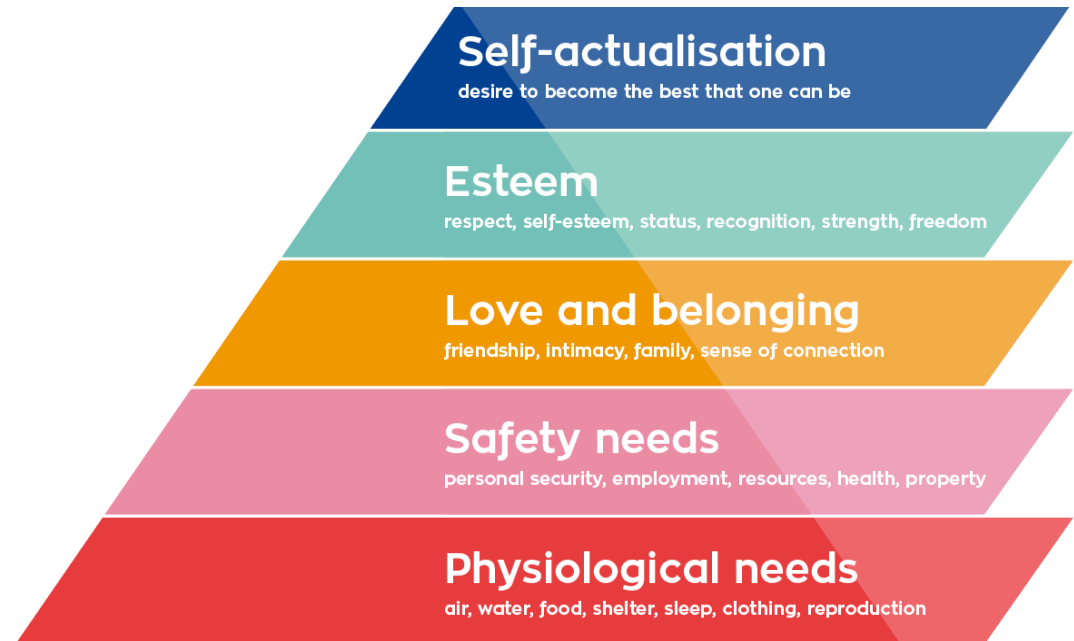 Self-actualisation
desire to become the best that one can be
Esteem
respect, self-esteem, status, recognition, strength, freedom
Love and belonging
friendship, intimacy, family, sense of connection
Safety needs
personal security, employment, resources, health, property
Physiological needs
air, water, food, shelter, sleep, clothing, reproduction